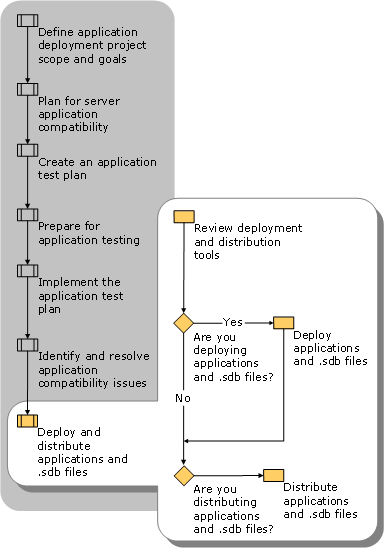 Define application
deployment project
scope and goals
Plan for server
application
compatibility
Create an application
test plan
Prepare for
application testing
Implement the
application test
plan
Identify and resolve
application
compatibility issues
Deploy and
distribute
applications and
.sdb files
Review deployment
and distribution
tools
Are you
deploying
applications
and .sdb files?
Yes
Deploy
applications
and .sdb files
No
Are you
distributing
applications
and .sdb files?
Distribute
applications
and .sdb files